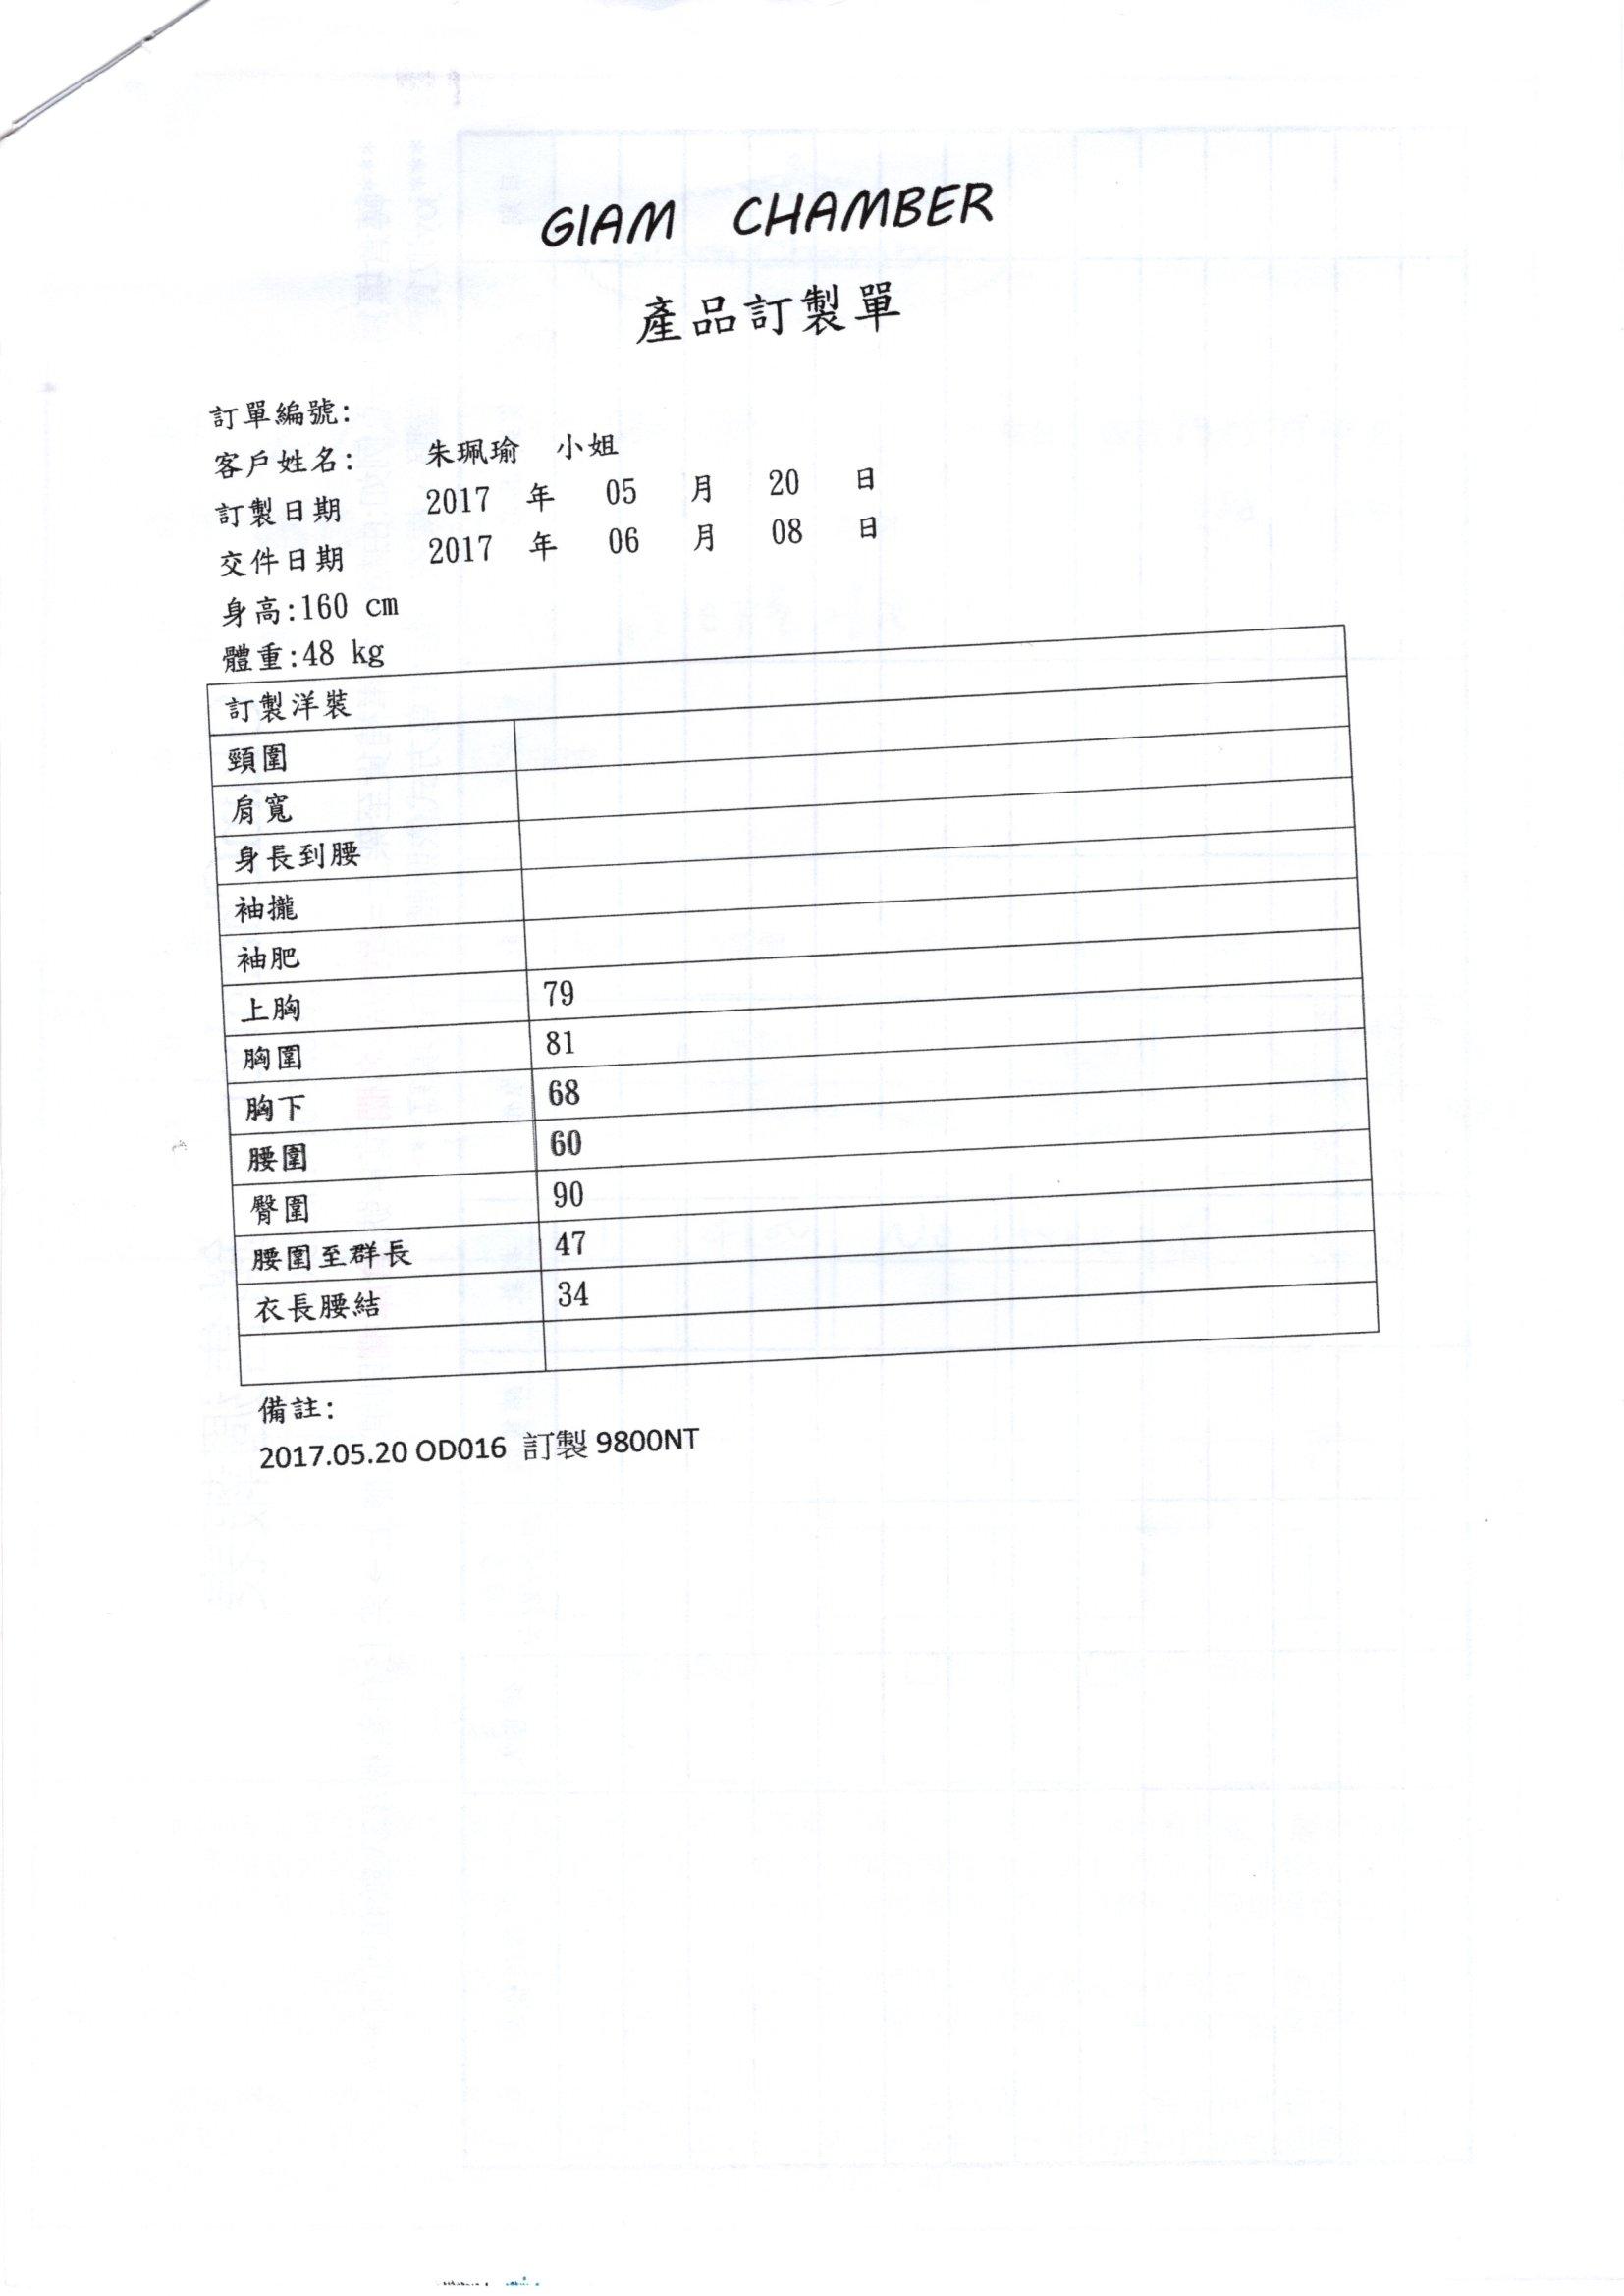 GIAM CHAMBER
產品訂製單
訂單編號:
客戶姓名: 朱珮瑜 小姐
訂製日期 2017 年 05 月 20 日
交件日期 2017 年 06 月 08 日
身高:160 cm
體重:48 kg
訂製洋裝
頸圍
肩寬
身長到腰
袖攏
袖肥
上胸 79
胸圍 81
胸下 68
腰圍 60
臀圍 90
腰圍至群長 47
衣長腰結 34
備註:
2017.05.20 OD016 訂製 9800NT